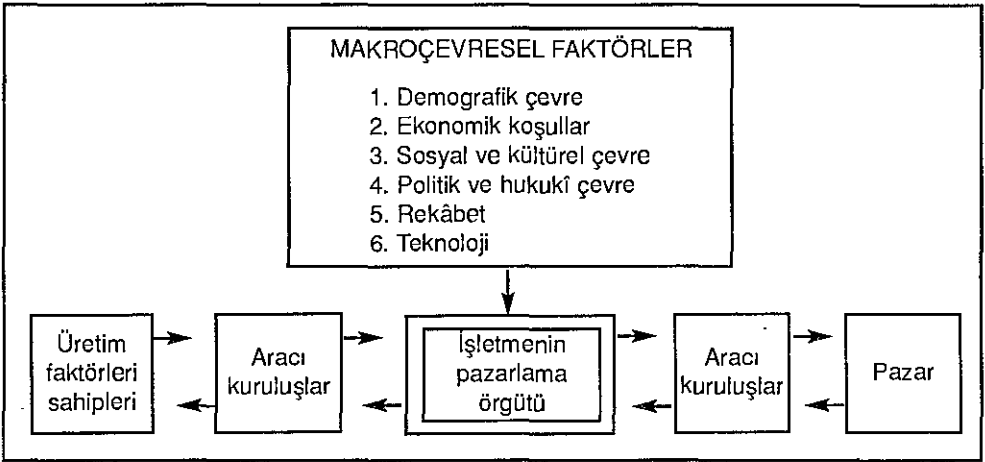 MAKROÇEVRESEL FAKTÖRLER
1. Demografik çevre
2. Ekonomik koşullar
3. Sosyal ve kültürel çevre
4. Politik ve hukukî çevre
5. Rekâbet
6. Teknoloji
Üretim
faktörleri
sahipleri
Aracı
kuruluşlar
İşletmenin
pazarlama
örgütü
Aracı
kuruluşlar
Pazar